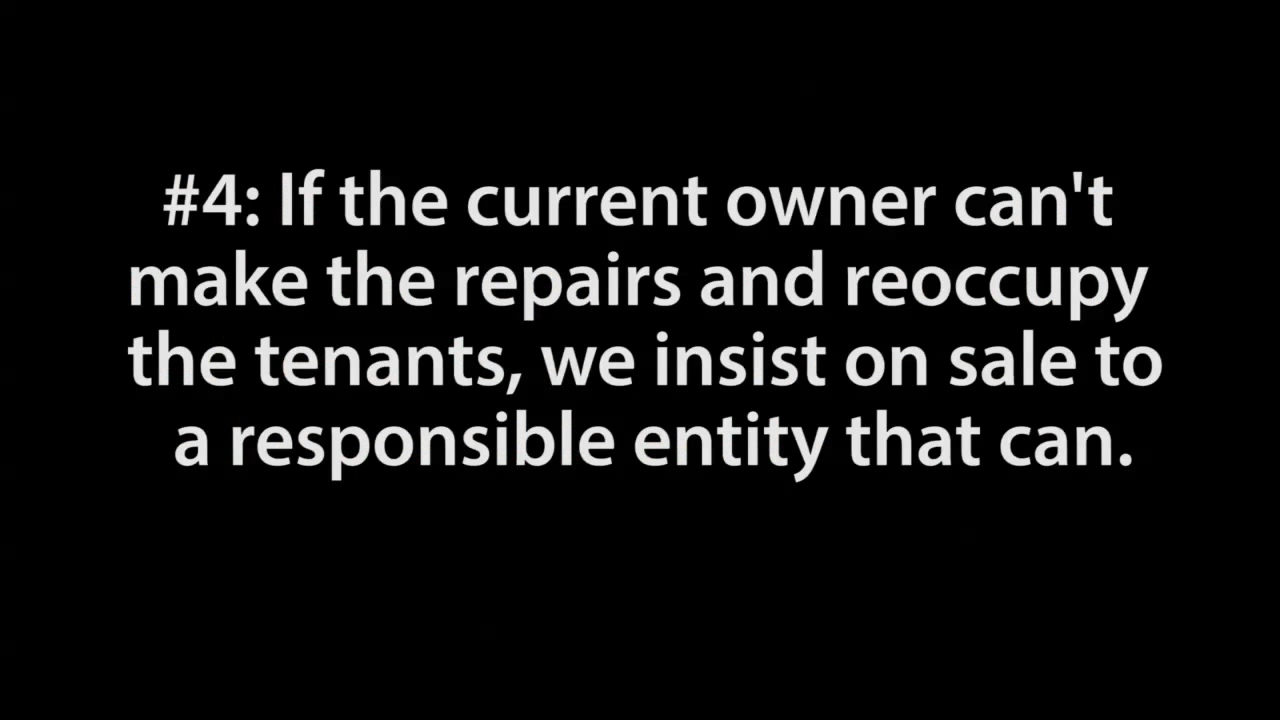 #4: If the current owner can't
make the repairs and reoccupy
the tenants, we insist on sale to
a responsible entity that can.